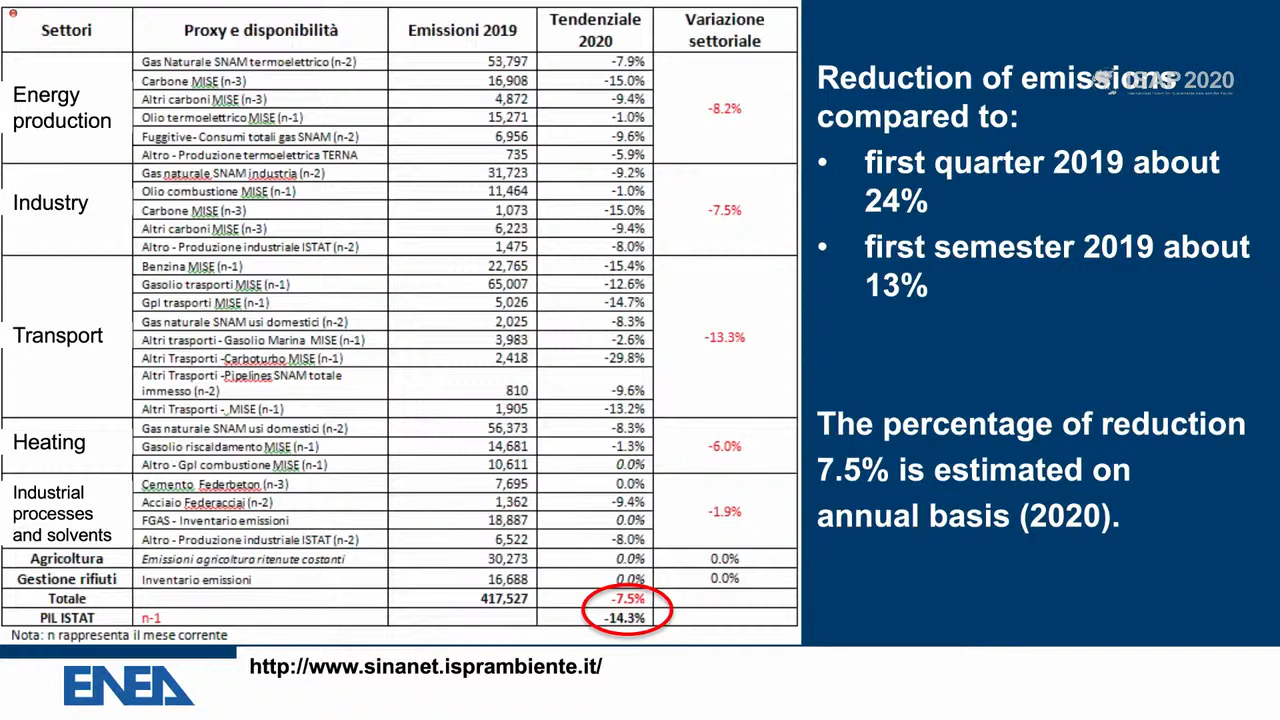 Settori Proxy e disponibilità Emissioni 2019 Tendenziale 2020 Variazione settoriale
Energy production
Gas Naturale SNAM termoelettrico (n-2) 53,797 -7.9%
Carbone MISE (n-3) 16,908 -15.0%
Altri carboni MISE (n-3) 4,872 -9.4%
-8.2%
Olio termoelettrico MISE (n-1) 15,271 -1.0%
Fuggitive- Consumi totali gas SNAM (n-2) 6,956 -9.6%
Altro - Produzione termoelettrica TERNA 735 -5.9%
Industry
Gas naturale SNAM industria (n-2) 31,723 -9.2%
Olio combustione MISE (n-1) 11,464 -1.0%
Carbone MISE (n-3) 1,073 -15.0% -7.5%
Altri carboni MISE (n-3) 6,223 -9.4%
Altro - Produzione industriale ISTAT (n-2) 1,475 -8.0%
Transport
Benzina MISE (n-1) 22,765 -15.4%
Gasolio trasporti MISE (n-1) 65,007 -12.6%
Gpl trasporti MISE (n-1) 5,026 -14.7%
Gas naturale SNAM usi domestici (n-2) 2,025 -8.3%
Altri trasporti - Gasolio Marina MISE (n-1) 3,983 -2.6% -13.3%
Altri Trasporti -Carboturbo MISE (n-1) 2,418 -29.8%
Altri Trasporti -Pipelines SNAM totale
immesso (n-2) 810 -9.6%
Altri Trasporti -_MISE (n-1) 1,905 -13.2%
Heating
Gas naturale SNAM usi domestici (n-2) 56,373 -8.3%
Gasolio riscaldamento MISE (n-1) 14,681 -1.3% -6.0%
Altro - Gpl combustione MISE (n-1) 10,611 0.0%
Industrial
processes
and solvents
Cemento Federbeton (n-3) 7,695 0.0%
Acciaio Federacciai (n-2) 1,362 -9.4%
-1.9%
FGAS - Inventario emissioni 18,887 0.0%
Altro - Produzione industriale ISTAT (n-2) 6,522 -8.0%
Agricoltura Emissioni agricoltura ritenute costanti 30,273 0.0% 0.0%
Gestione rifiuti Inventario emissioni 16,688 0.0% 0.0%
Totale 417,527 -7.5%
PIL ISTAT n-1 -14.3%
Nota: n rappresenta il mese corrente
Reduction of emissions
compared to:
• first quarter 2019 about
24%
• first semester 2019 about
13%
The percentage of reduction
7.5% is estimated on
annual basis (2020).
2020
ENEA
http://www.sinanet.isprambiente.it/